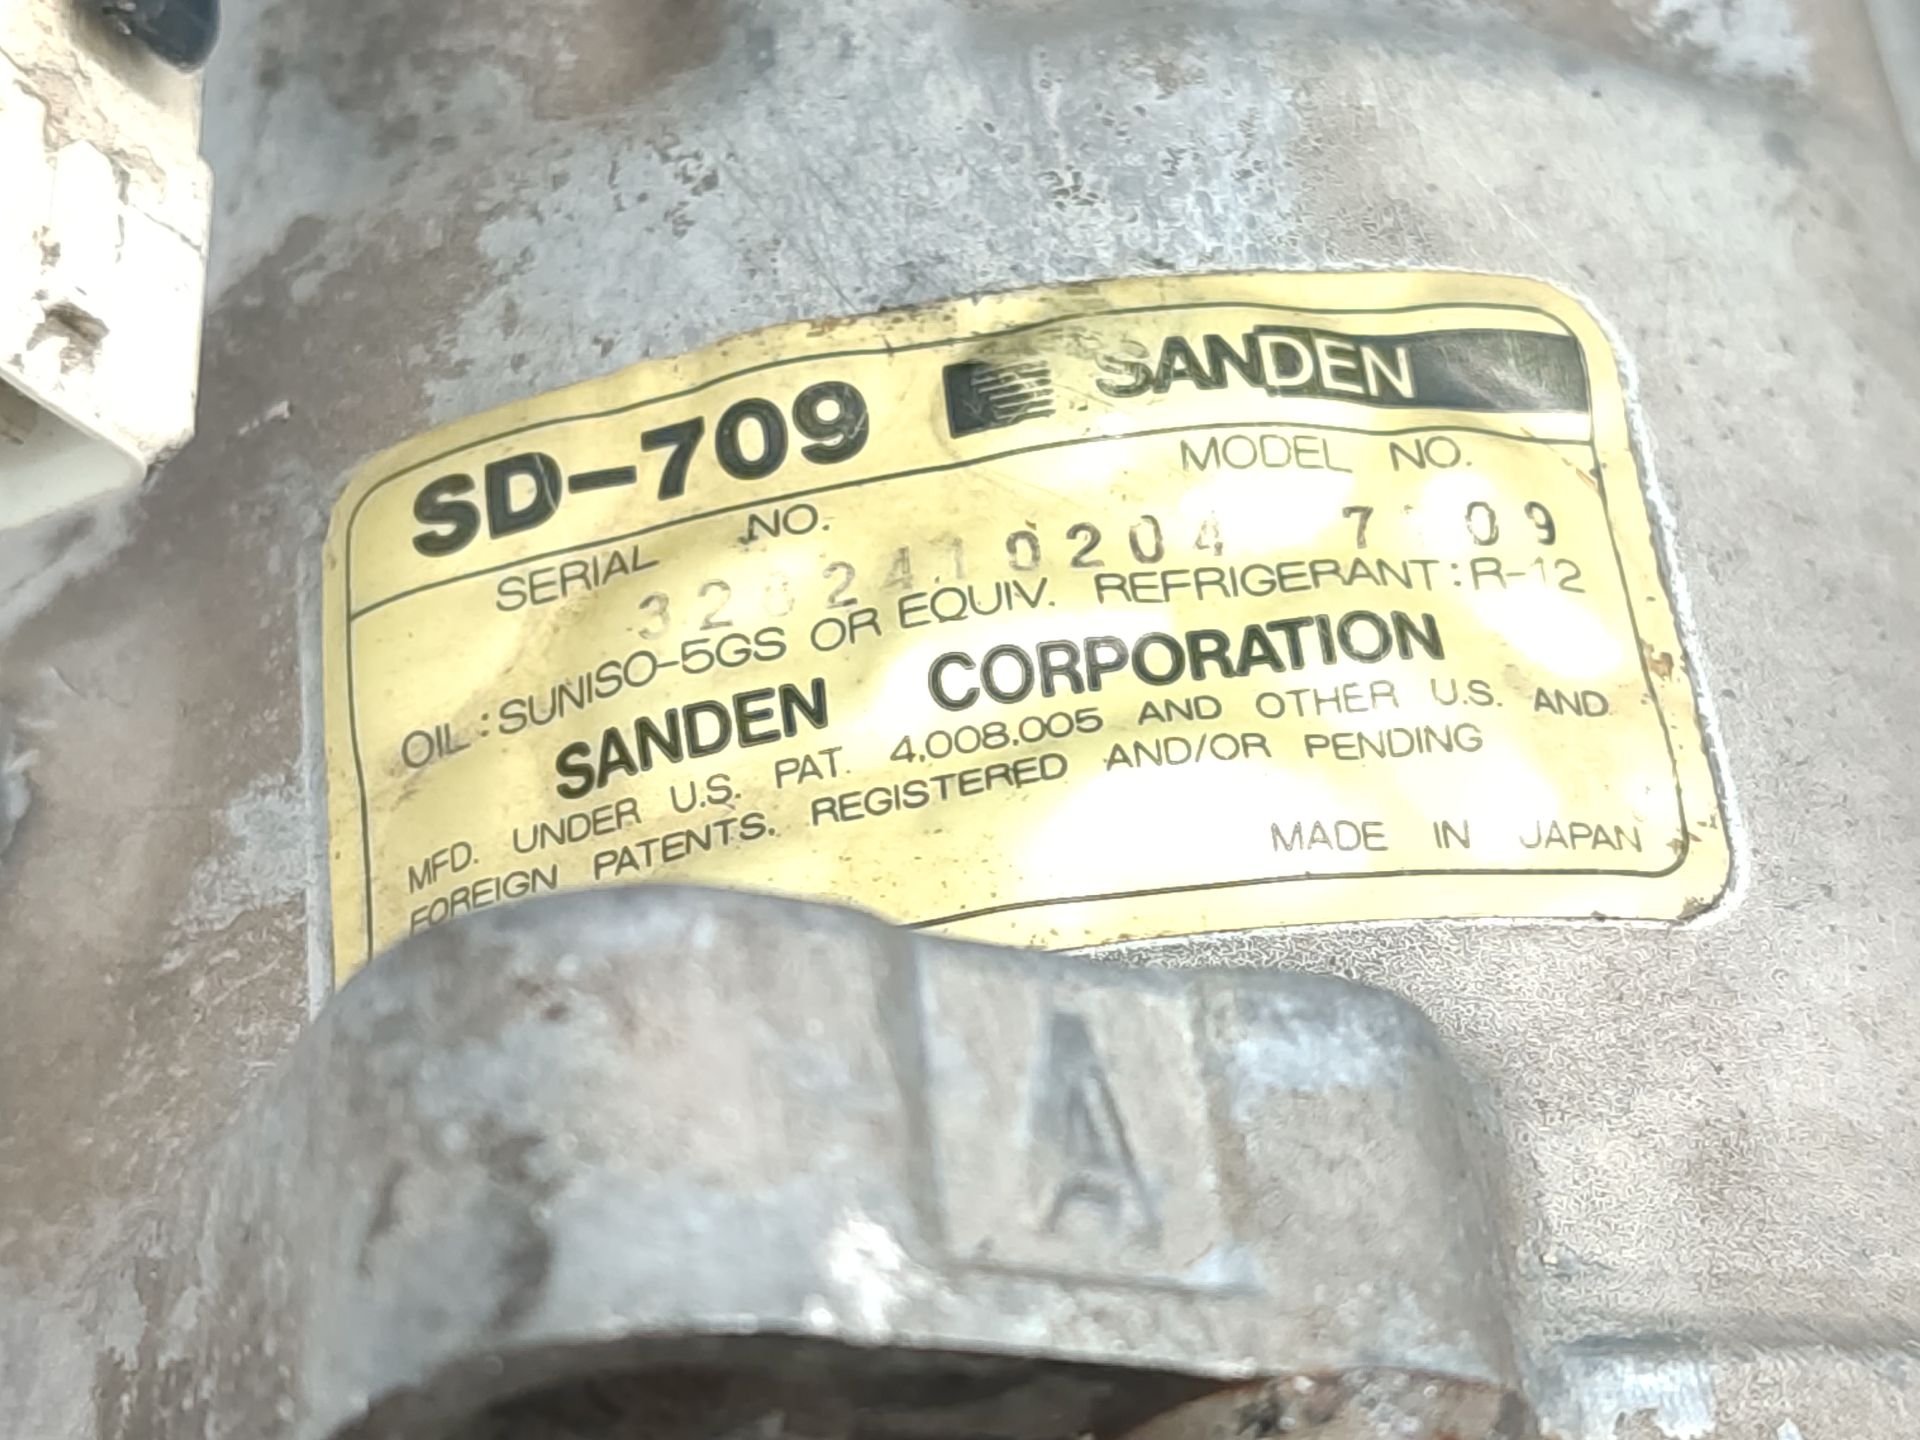 SD-709 SANDEN
SERIAL NO. MODEL NO.
OIL: SUNISO-5GS OR EQUIV. REFRIGERANT: R-12
SANDEN CORPORATION
MFD. UNDER U.S. PAT. 4.008.005 AND OTHER U.S. AND
FOREIGN PATENTS. REGISTERED AND/OR PENDING
MADE IN JAPAN
A